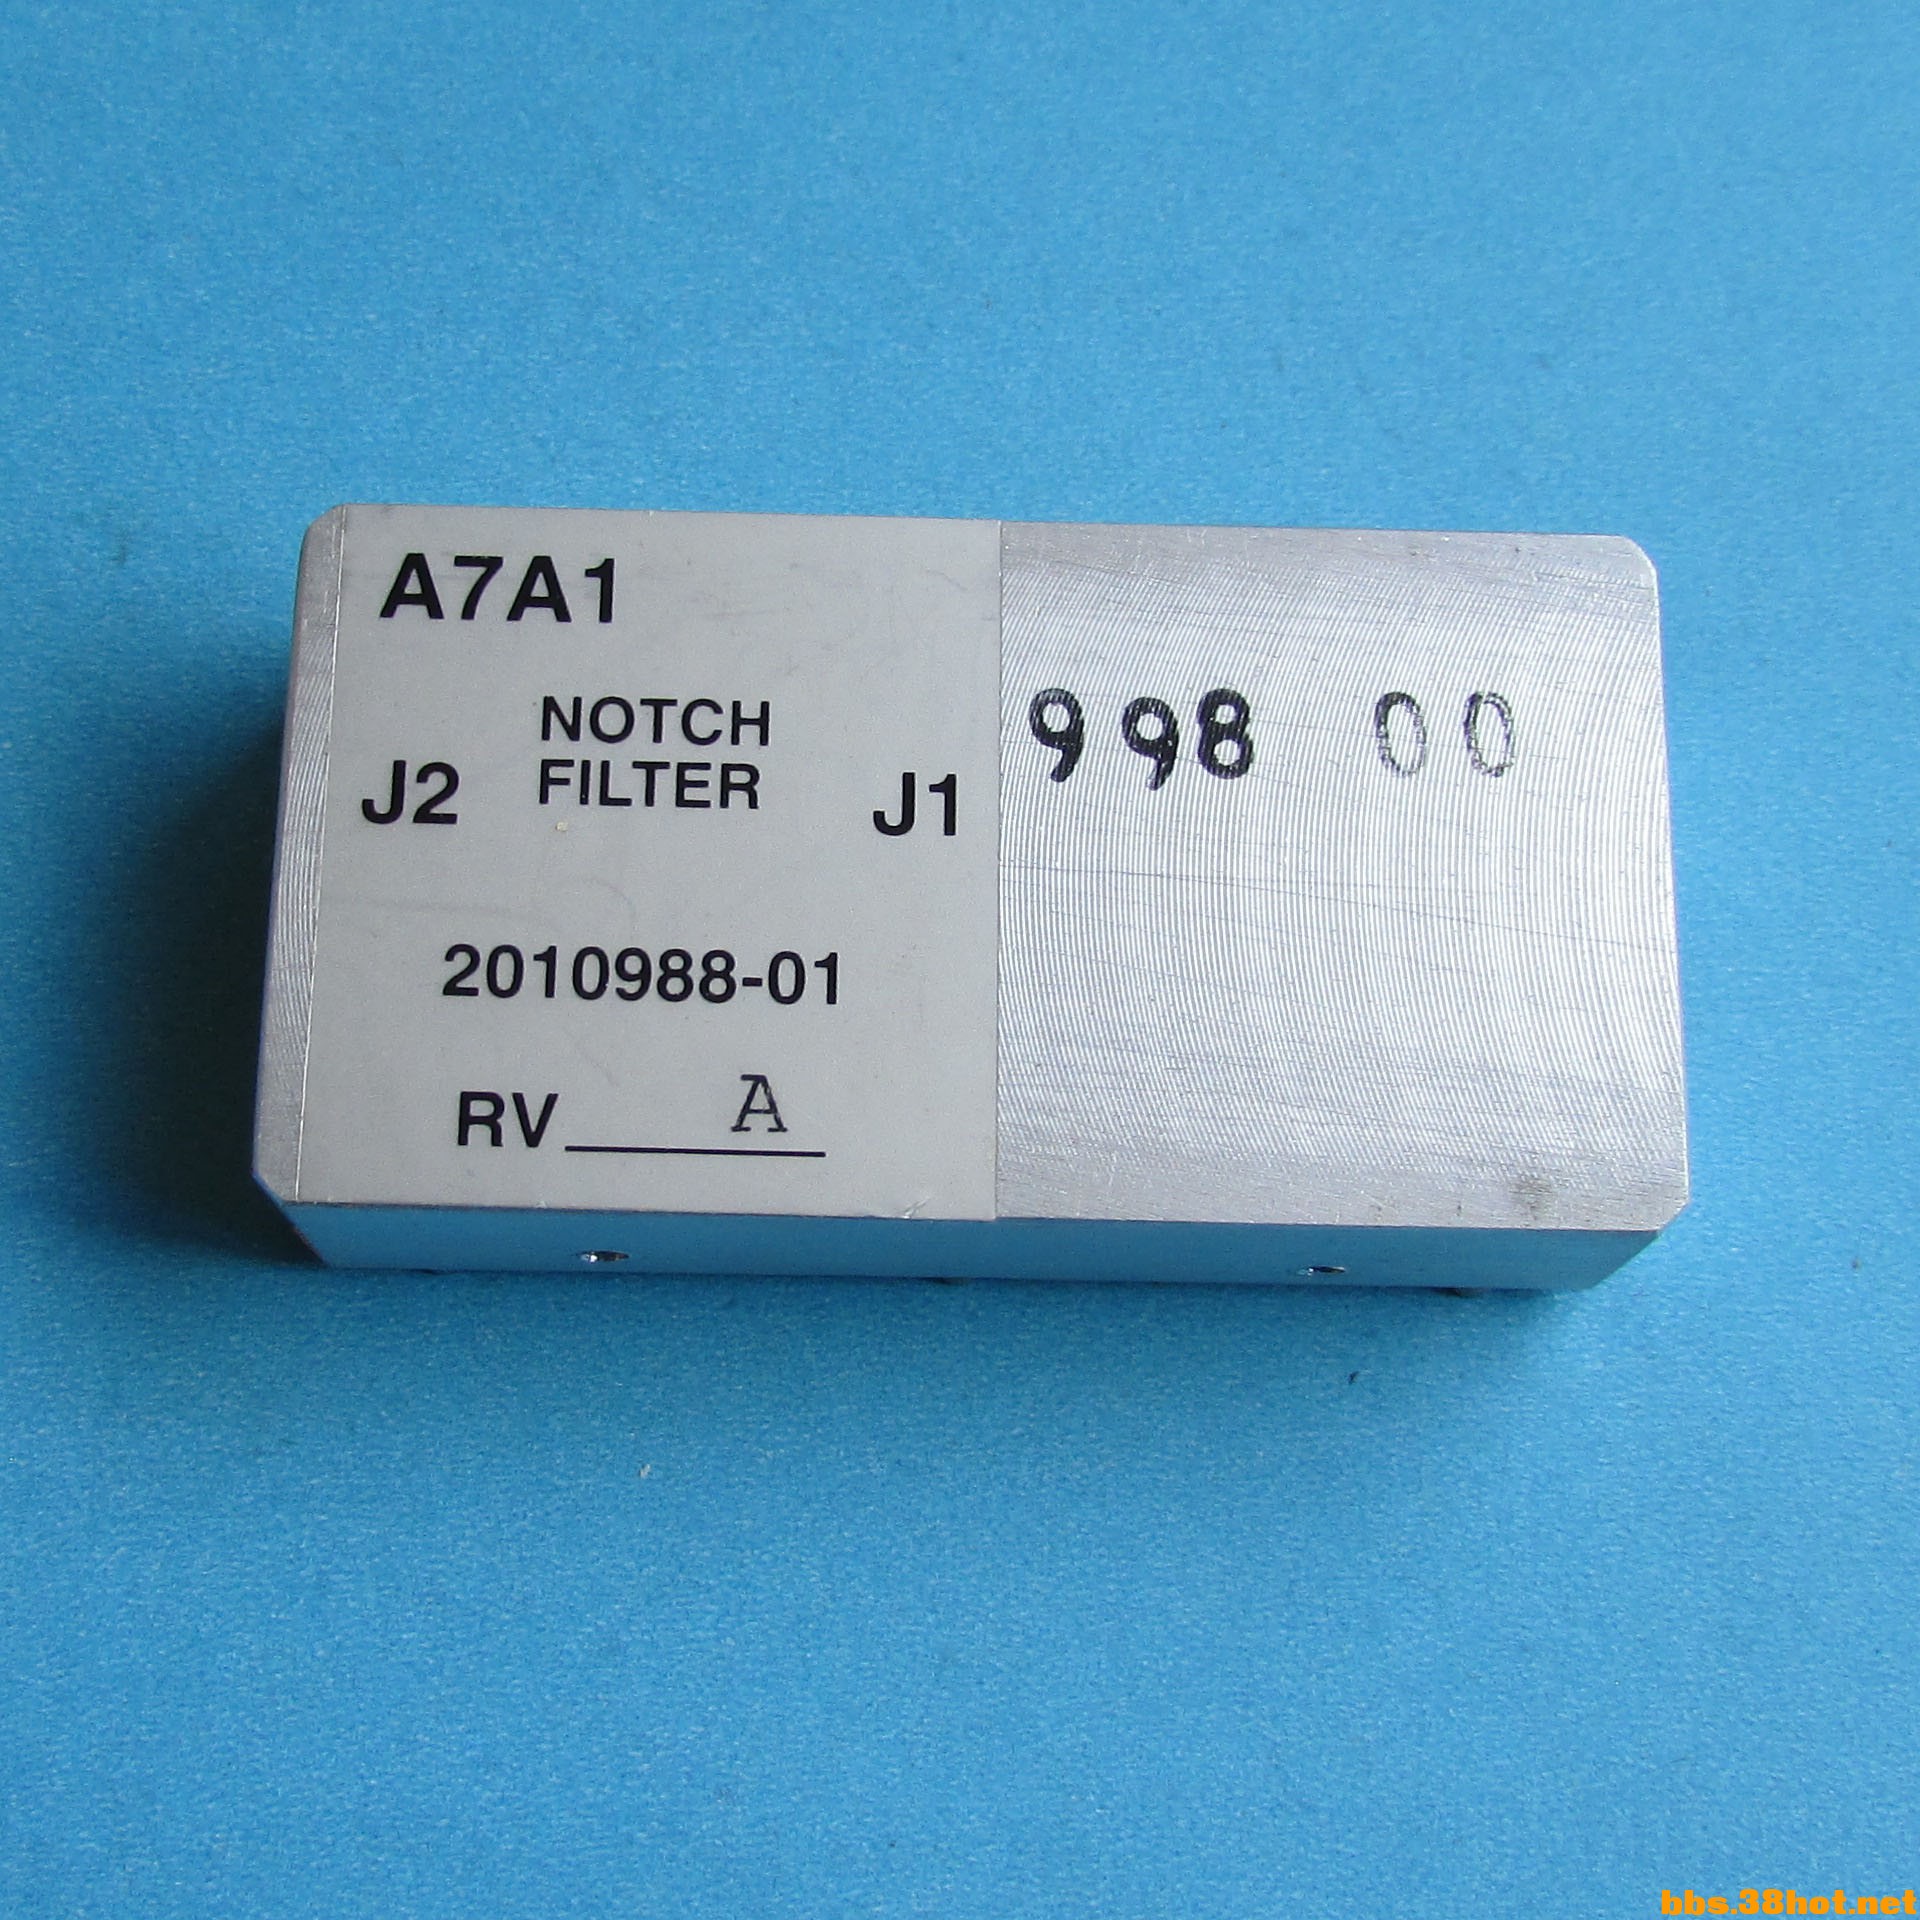 A7A1
NOTCH
FILTER
J2
J1
998 00
2010988-01
RV A
bbs.38hot.net